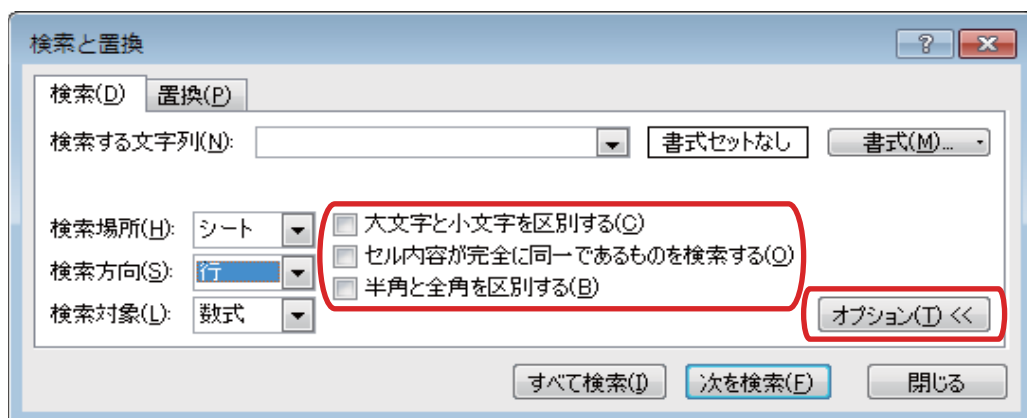 検索と置換
検索(D) 置換(P)
検索する文字列(N): 書式セットなし 書式(M)...
検索場所(H): シート 大文字と小文字を区別する(C)
検索方向(S): 行 セル内容が完全に同一であるものを検索する(O)
半角と全角を区別する(B)
検索対象(L): 数式 オプション(T) <<
すべて検索(I) 次を検索(F) 閉じる